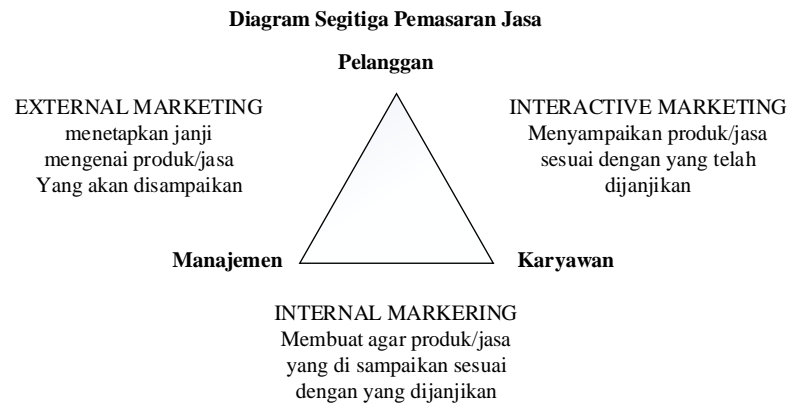 Diagram Segitiga Pemasaran Jasa
Pelanggan
EXTERNAL MARKETING
menetapkan janji
mengenai produk/jasa
Yang akan disampaikan
INTERACTIVE MARKETING
Menyampaikan produk/jasa
sesuai dengan yang telah
dijanjikan
Manajemen
Karyawan
INTERNAL MARKERING
Membuat agar produk/jasa
yang di sampaikan sesuai
dengan yang dijanjikan